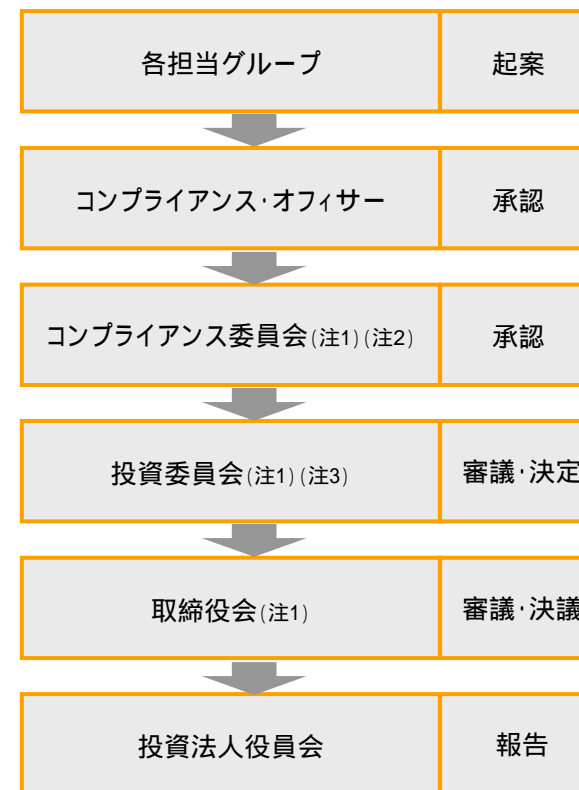 各担当グループ 起案
コンプライアンス・オフィサー 承認
コンプライアンス委員会(注1)(注2) 承認
投資委員会(注1)(注3) 審議・決定
取締役会(注1) 審議・決議
投資法人役員会 報告